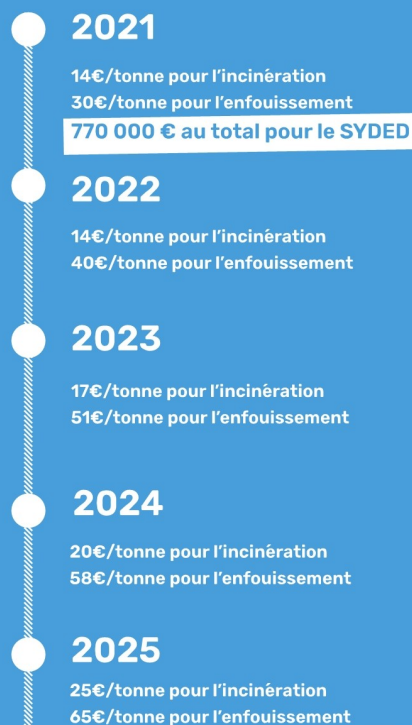 2021
14€/tonne pour l'incinération
30€/tonne pour l'enfouissement
770 000 € au total pour le SYDED
2022
14€/tonne pour l'incinération
40€/tonne pour l'enfouissement
2023
17€/tonne pour l'incinération
51€/tonne pour l'enfouissement
2024
20€/tonne pour l'incinération
58€/tonne pour l'enfouissement
2025
25€/tonne pour l'incinération
65€/tonne pour l'enfouissement